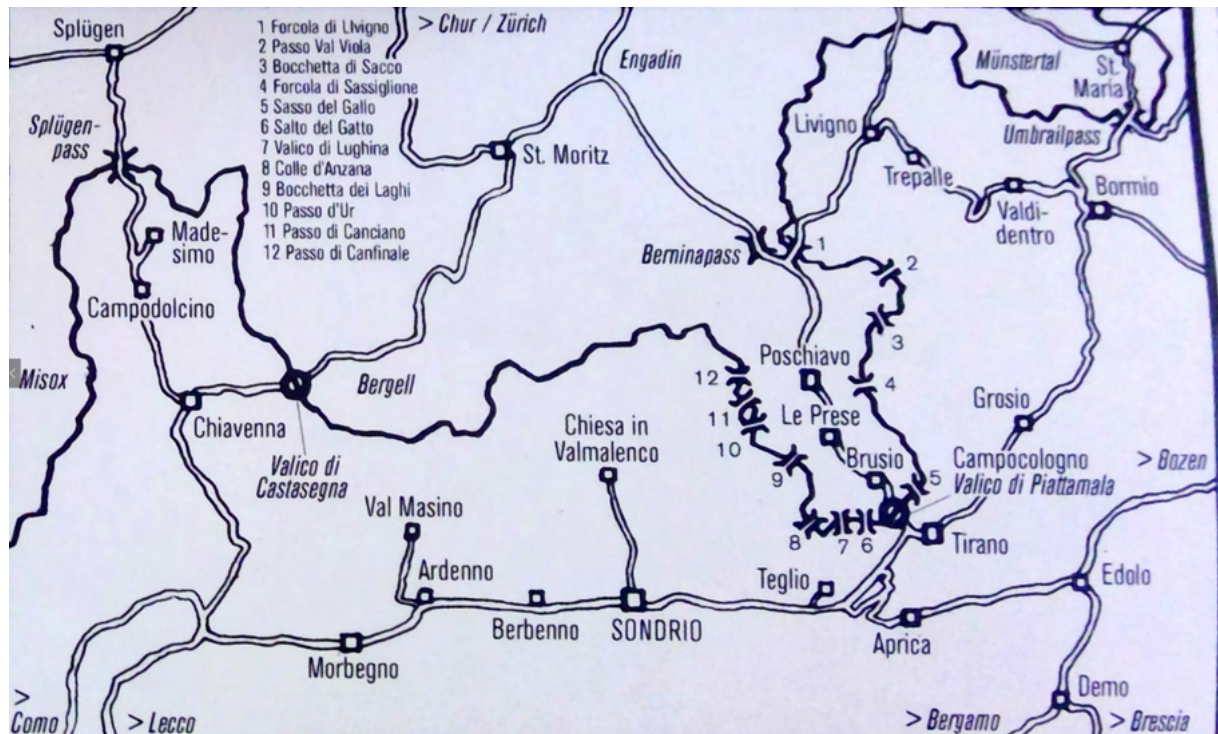 Splügen
1 Forcola di Livigno
2 Passo Val Viola
3 Bocchetta di Sacco
4 Forcola di Sassiglione
5 Sasso del Gallo
6 Salto del Gatto
7 Valico di Lughina
8 Colle d'Anzana
9 Bocchetta dei Laghi
10 Passo d'Ur
11 Passo di Canciano
12 Passo di Canfinale
> Chur / Zürich
Engadin
Münstertal
St.
Maria
Splügen-
pass
Livigno
Umbrailpass
St. Moritz
Trepalle
Bormio
Valdi-
dentro
Made-
simo
Berninapass
1
2
Campodolcino
3
Misox
Bergell
Poschiavo
4
12
Le Prese
Grosio
Chiavenna
11
10
Chiesa in
Valmalenco
Valico di
Castasegna
9
Brusio
5
Campocologno
Valico di Piattamala
> Bozen
Val Masino
8
7
6
Tirano
Ardenno
Teglio
Edolo
Berbenno
SONDRIO
Aprica
Morbegno
Demo
>
Como
> Lecco
> Bergamo
> Brescia